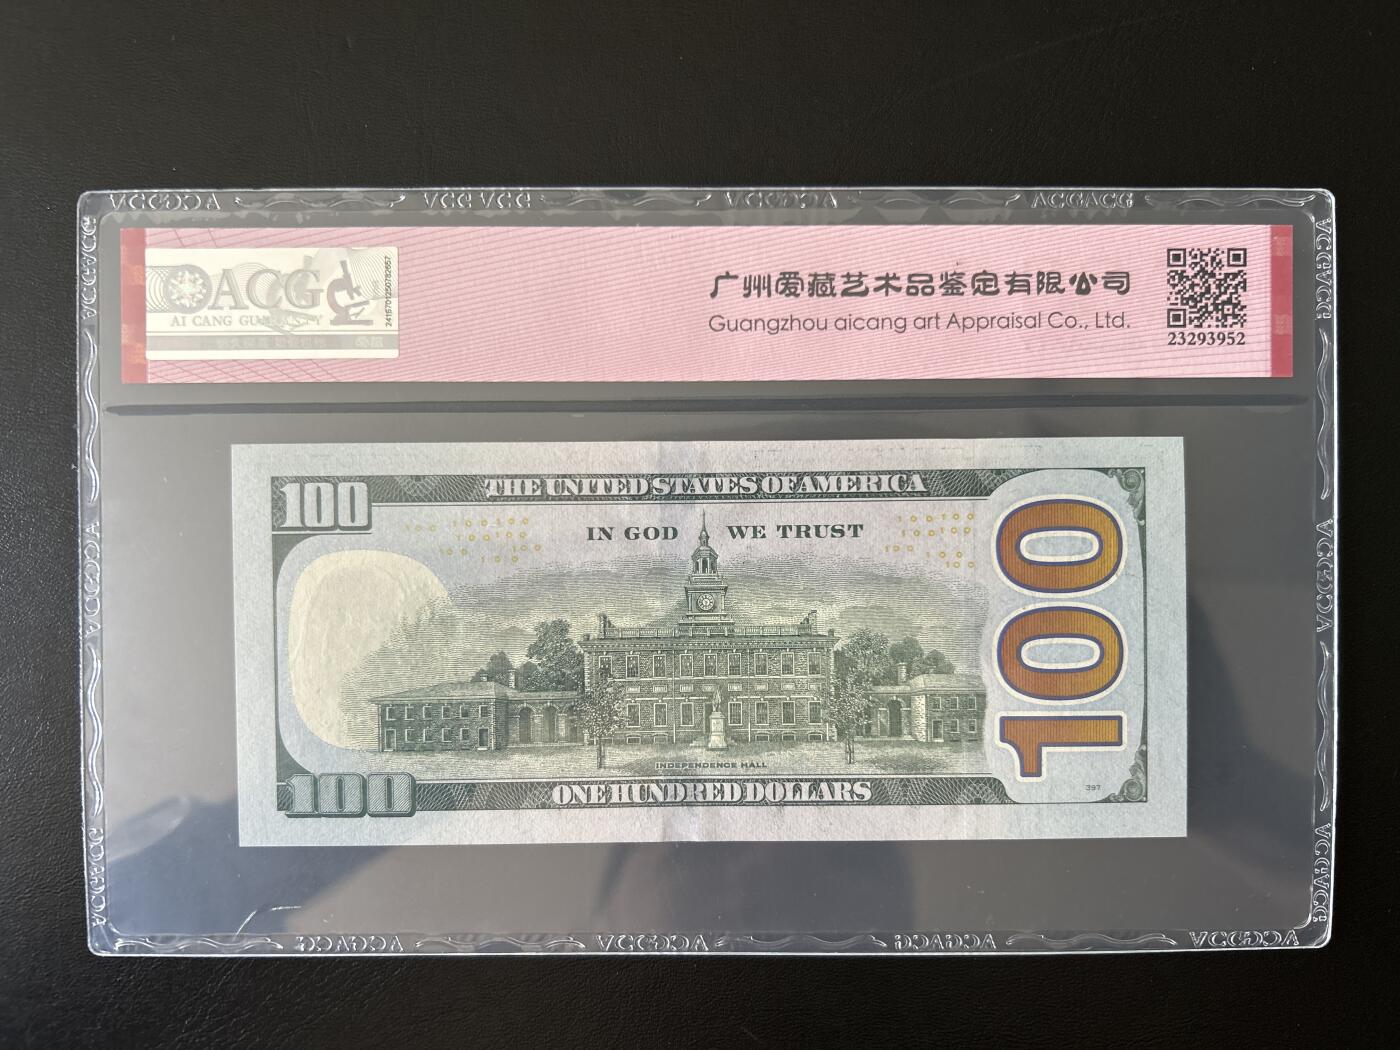 ACG
AI CANG GUARANTY
2415701250782657
广州爱藏艺术品鉴定有限公司
Guangzhou aicang art Appraisal Co., Ltd.
23293952
100
THE UNITED STATES OF AMERICA
IN GOD WE TRUST
100
INDEPENDENCE HALL
100
ONE HUNDRED DOLLARS
397